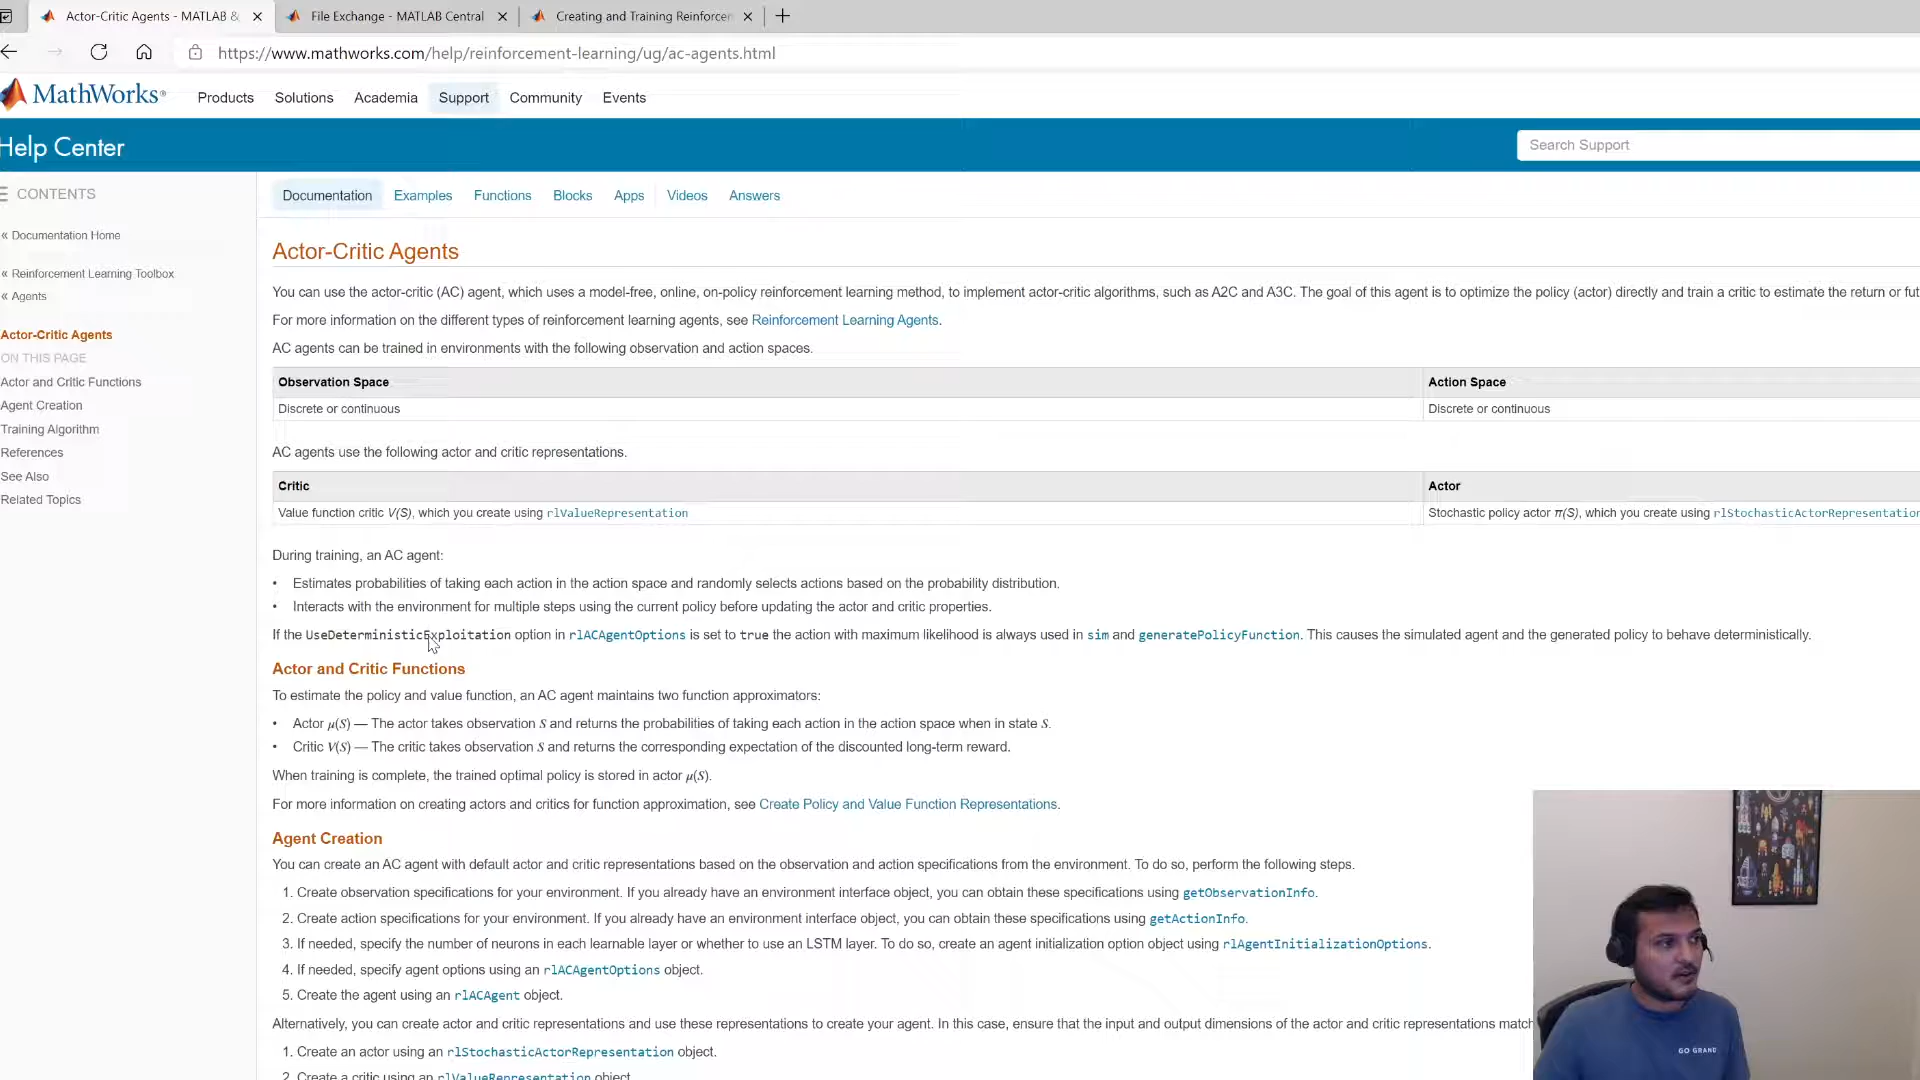 Actor-Critic Agents - MATLAB &
File Exchange - MATLAB Central
Creating and Training Reinforcen
https://www.mathworks.com/help/reinforcement-learning/ug/ac-agents.html
MathWorks®
Products Solutions Academia Support Community Events
Help Center
Search Support
CONTENTS
« Documentation Home
« Reinforcement Learning Toolbox
« Agents
Actor-Critic Agents
ON THIS PAGE
Actor and Critic Functions
Agent Creation
Training Algorithm
References
See Also
Related Topics
Documentation Examples Functions Blocks Apps Videos Answers
Actor-Critic Agents
You can use the actor-critic (AC) agent, which uses a model-free, online, on-policy reinforcement learning method, to implement actor-critic algorithms, such as A2C and A3C. The goal of this agent is to optimize the policy (actor) directly and train a critic to estimate the return or fut
For more information on the different types of reinforcement learning agents, see Reinforcement Learning Agents.
AC agents can be trained in environments with the following observation and action spaces.
Observation Space Action Space
Discrete or continuous Discrete or continuous
AC agents use the following actor and critic representations.
Critic Actor
Value function critic V(S), which you create using rlValueRepresentation Stochastic policy actor π(S), which you create using rlStochasticActorRepresentation
During training, an AC agent:
• Estimates probabilities of taking each action in the action space and randomly selects actions based on the probability distribution.
• Interacts with the environment for multiple steps using the current policy before updating the actor and critic properties.
If the UseDeterministicExploitation option in rlACAgentOptions is set to true the action with maximum likelihood is always used in sim and generatePolicyFunction. This causes the simulated agent and the generated policy to behave deterministically.
Actor and Critic Functions
To estimate the policy and value function, an AC agent maintains two function approximators:
• Actor μ(S) — The actor takes observation S and returns the probabilities of taking each action in the action space when in state S.
• Critic V(S) — The critic takes observation S and returns the corresponding expectation of the discounted long-term reward.
When training is complete, the trained optimal policy is stored in actor μ(S).
For more information on creating actors and critics for function approximation, see Create Policy and Value Function Representations.
Agent Creation
You can create an AC agent with default actor and critic representations based on the observation and action specifications from the environment. To do so, perform the following steps.
1. Create observation specifications for your environment. If you already have an environment interface object, you can obtain these specifications using getObservationInfo.
2. Create action specifications for your environment. If you already have an environment interface object, you can obtain these specifications using getActionInfo.
3. If needed, specify the number of neurons in each learnable layer or whether to use an LSTM layer. To do so, create an agent initialization option object using rlAgentInitializationOptions.
4. If needed, specify agent options using an rlACAgentOptions object.
5. Create the agent using an rlACAgent object.
Alternatively, you can create actor and critic representations and use these representations to create your agent. In this case, ensure that the input and output dimensions of the actor and critic representations match
1. Create an actor using an rlStochasticActorRepresentation object.
2. Create a critic using an rlValueRepresentation object.
GO GRAND